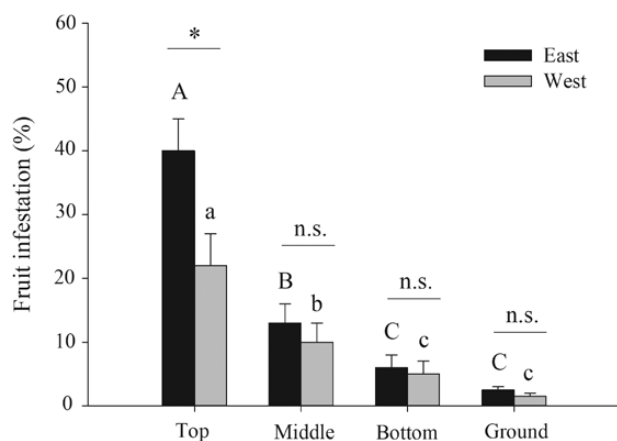 60
50
40
30
20
10
0
Fruit infestation (%)
East
West
*
A
a
n.s.
B
b
n.s.
C
c
n.s.
C
c
Top
Middle
Bottom
Ground